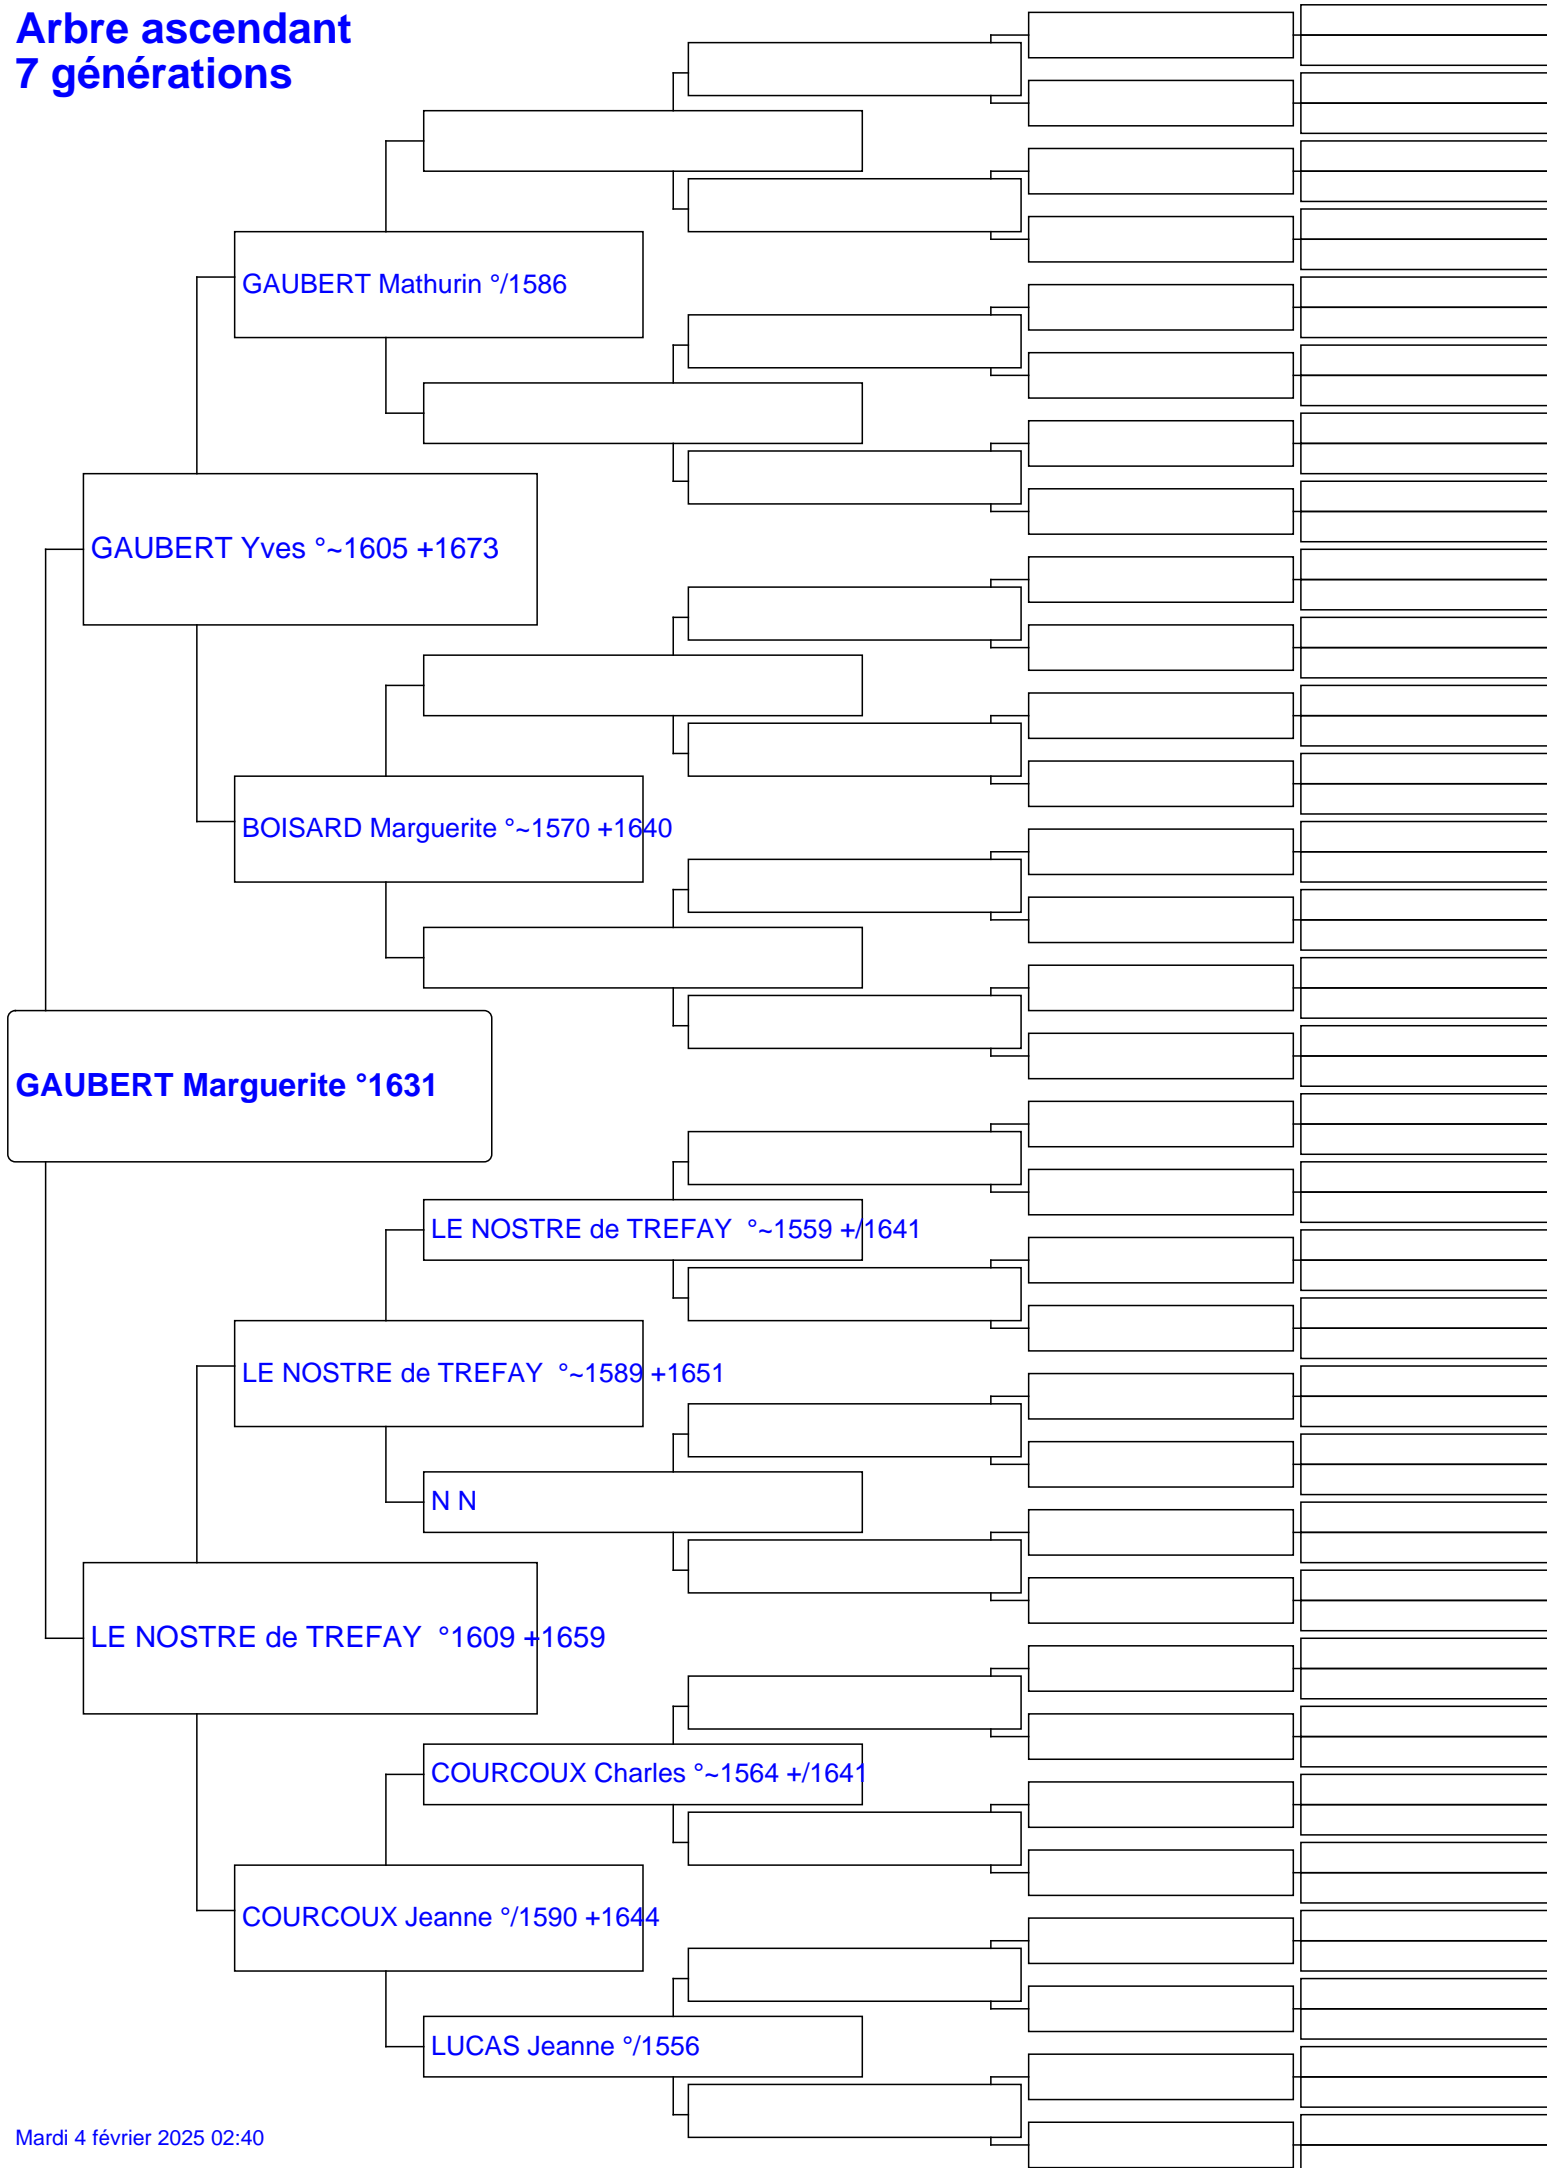 Arbre ascendant
7 générations
GAUBERT Mathurin °/1586
GAUBERT Yves °~1605 +1673
BOISARD Marguerite °~1570 +1640
GAUBERT Marguerite °1631
LE NOSTRE de TREFAY  °~1559 +/1641
LE NOSTRE de TREFAY  °~1589 +1651
N N
LE NOSTRE de TREFAY  °1609 +1659
COURCOUX Charles °~1564 +/1641
COURCOUX Jeanne °/1590 +1644
LUCAS Jeanne °/1556
Mardi 4 février 2025 02:40